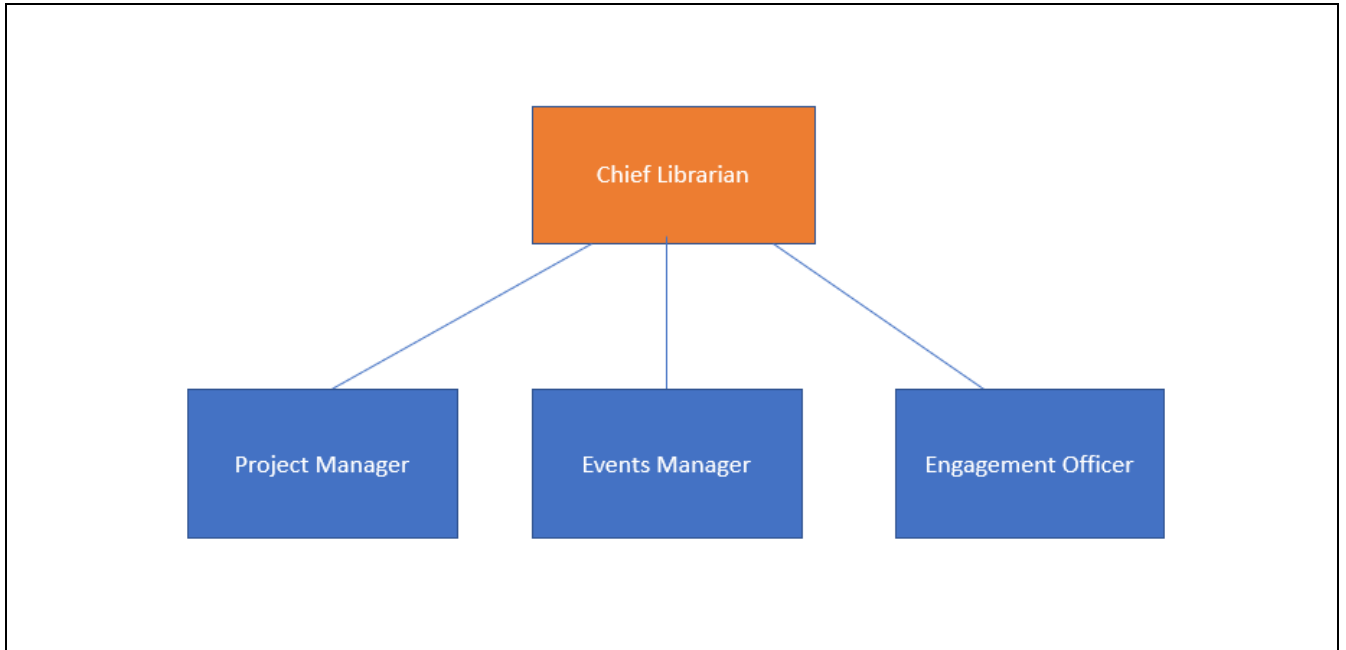 Chief Librarian
Project Manager
Events Manager
Engagement Officer